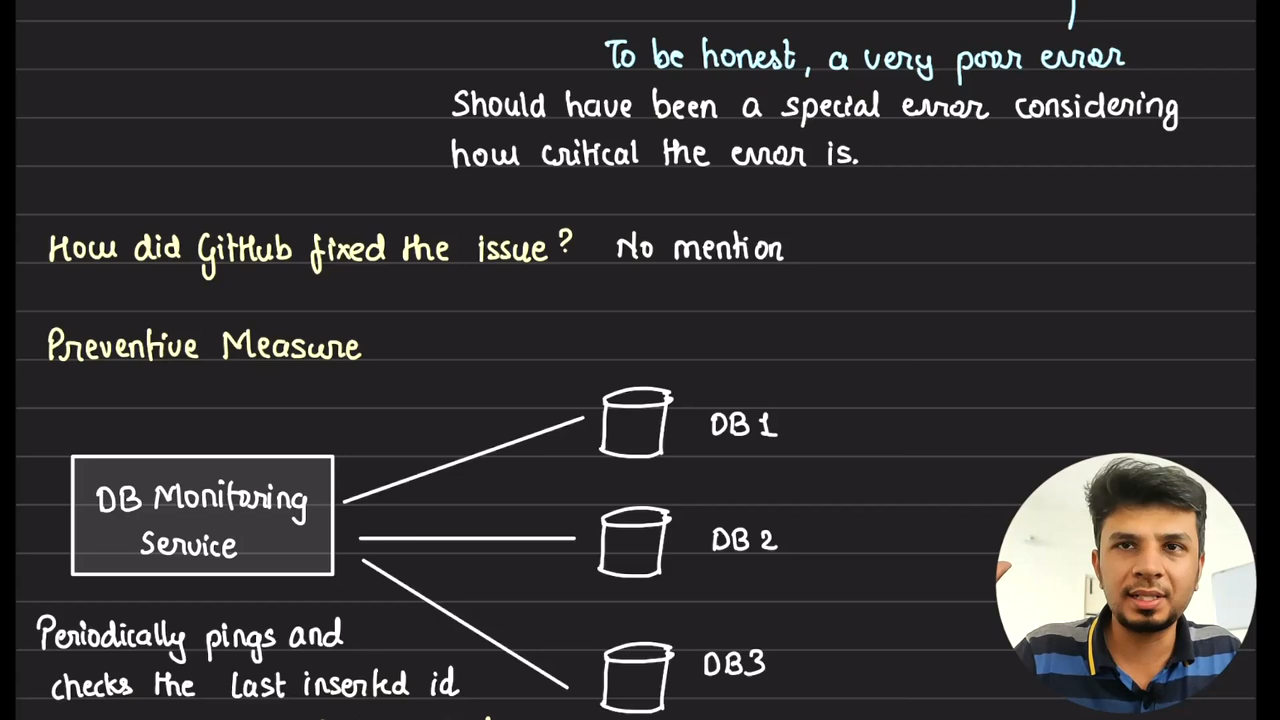 To be honest, a very poor error
Should have been a special error considering
how critical the error is.
How did GitHub fixed the issue? No mention
Preventive Measure
DB 1
DB Monitoring
Service
DB 2
DB3
Periodically pings and
checks the last inserted id